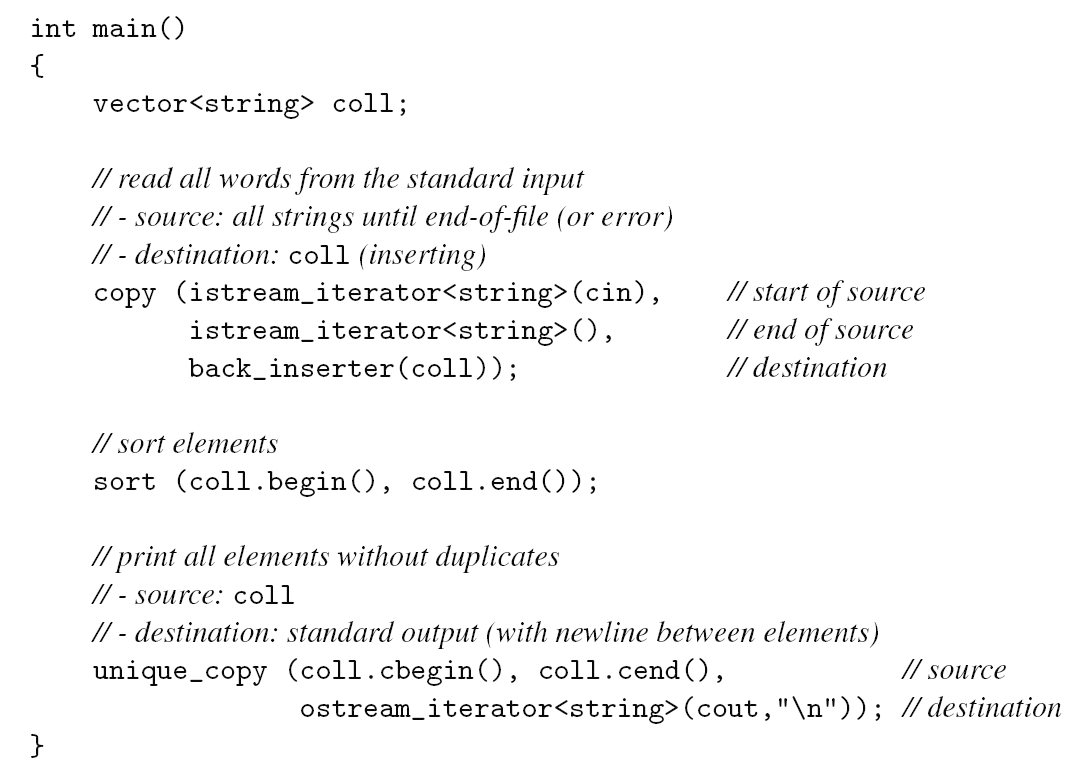 int main()
{
    vector<string> coll;

    // read all words from the standard input
    // - source: all strings until end-of-file (or error)
    // - destination: coll (inserting)
    copy (istream_iterator<string>(cin),    // start of source
          istream_iterator<string>(),       // end of source
          back_inserter(coll));             // destination

    // sort elements
    sort (coll.begin(), coll.end());

    // print all elements without duplicates
    // - source: coll
    // - destination: standard output (with newline between elements)
    unique_copy (coll.cbegin(), coll.cend(),           // source
                 ostream_iterator<string>(cout,"\n")); // destination
}